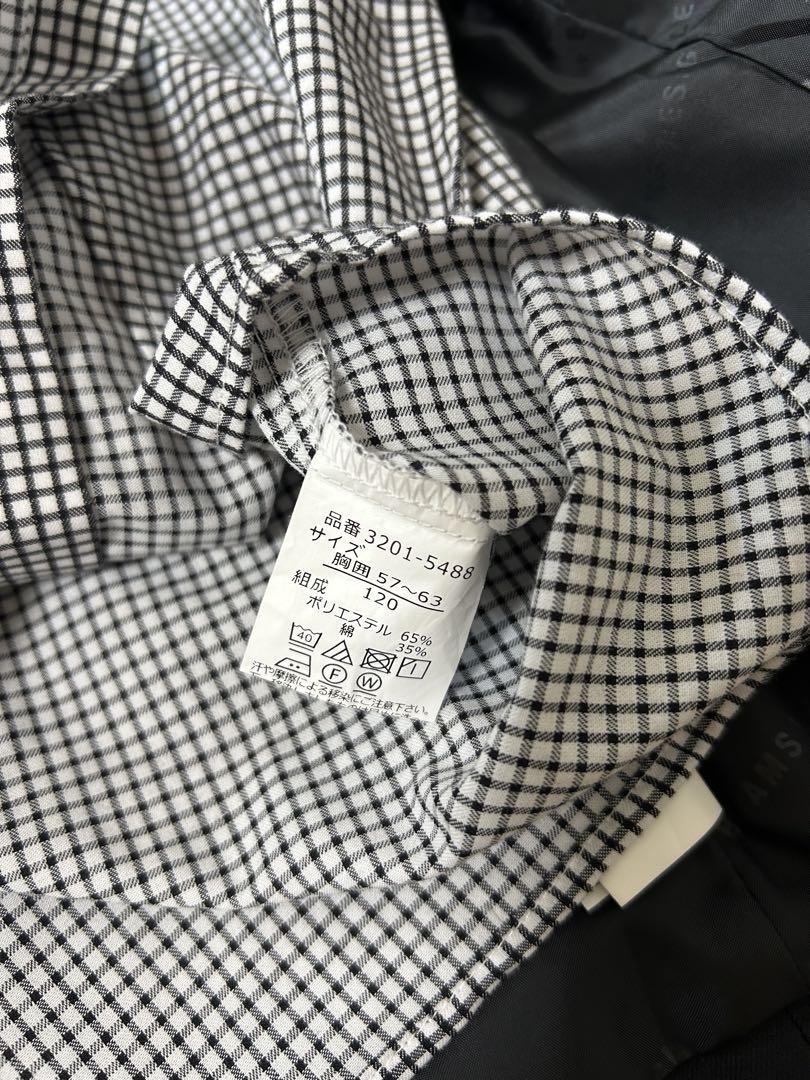 品番 3201-5488
サイズ
胸囲 57～63
120
組成
ポリエステル 65%
綿 35%
40
F W
汗や摩擦による移染にご注意下さい。